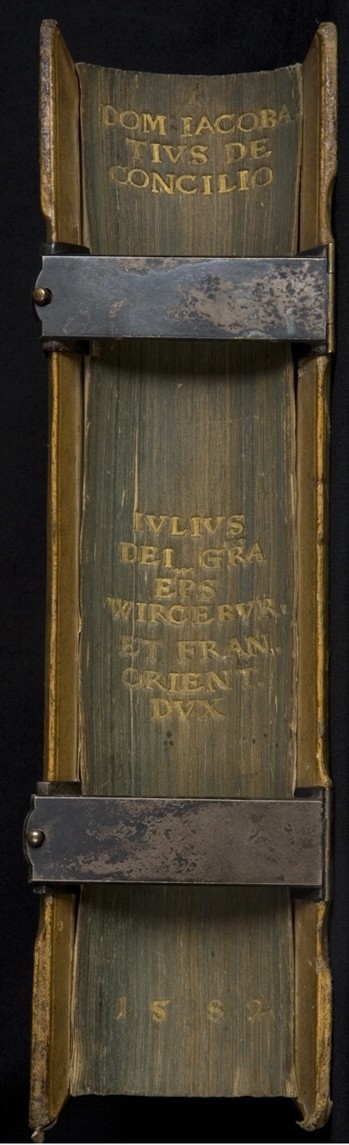 DOM IACOBA
TIVS DE
CONCILIO
IVLIVS
DEI GRA
EPS
WIRCEBVR.
ET FRAN.
ORIENT.
DVX
1582